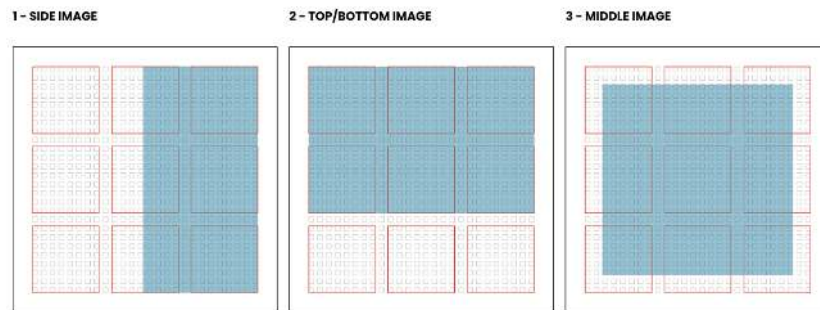 1 - SIDE IMAGE
2 - TOP/BOTTOM IMAGE
3 - MIDDLE IMAGE